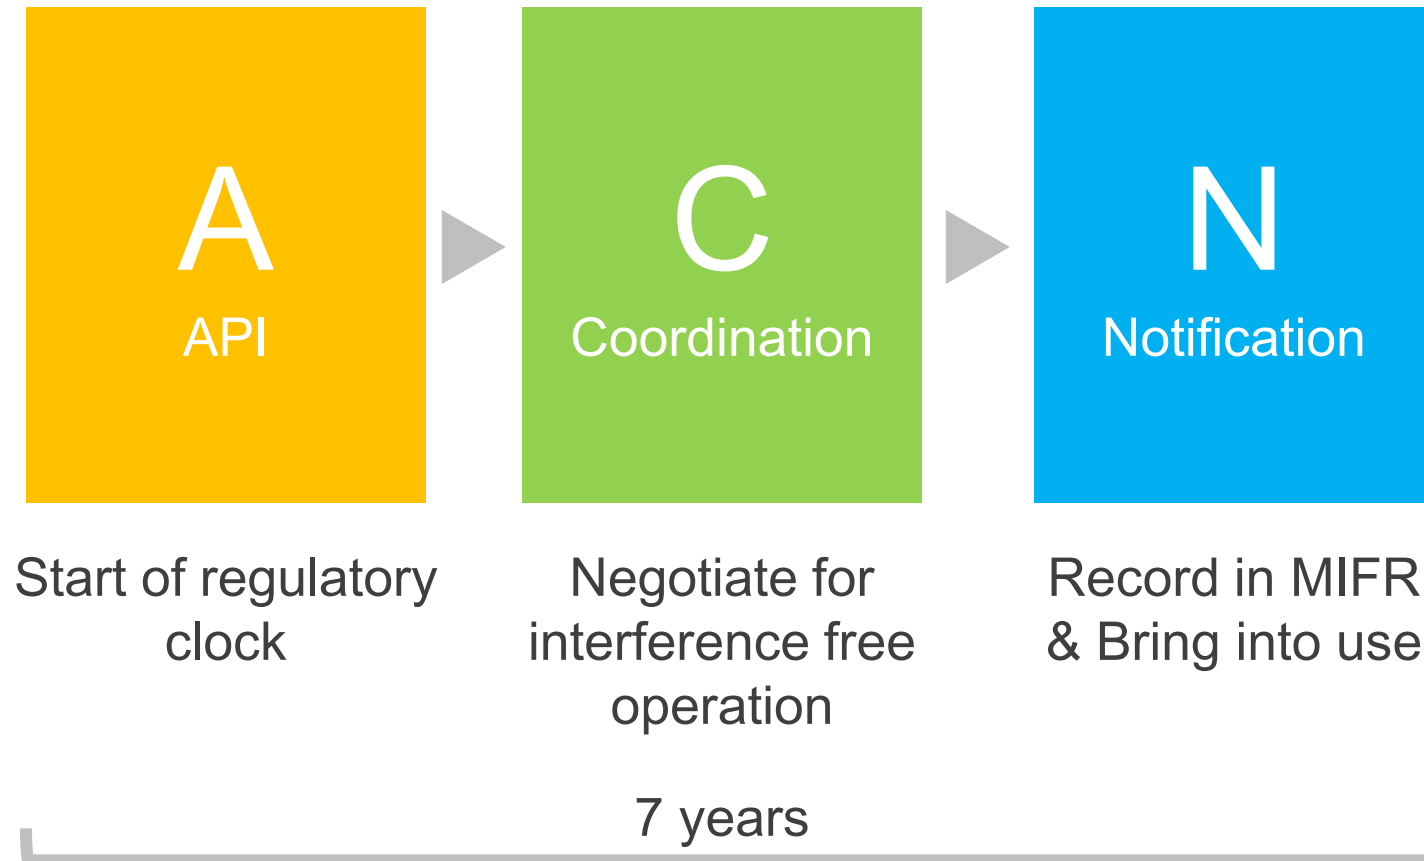 A
API
C
Coordination
N
Notification
Start of regulatory
clock
Negotiate for
interference free
operation
Record in MIFR
& Bring into use
7 years